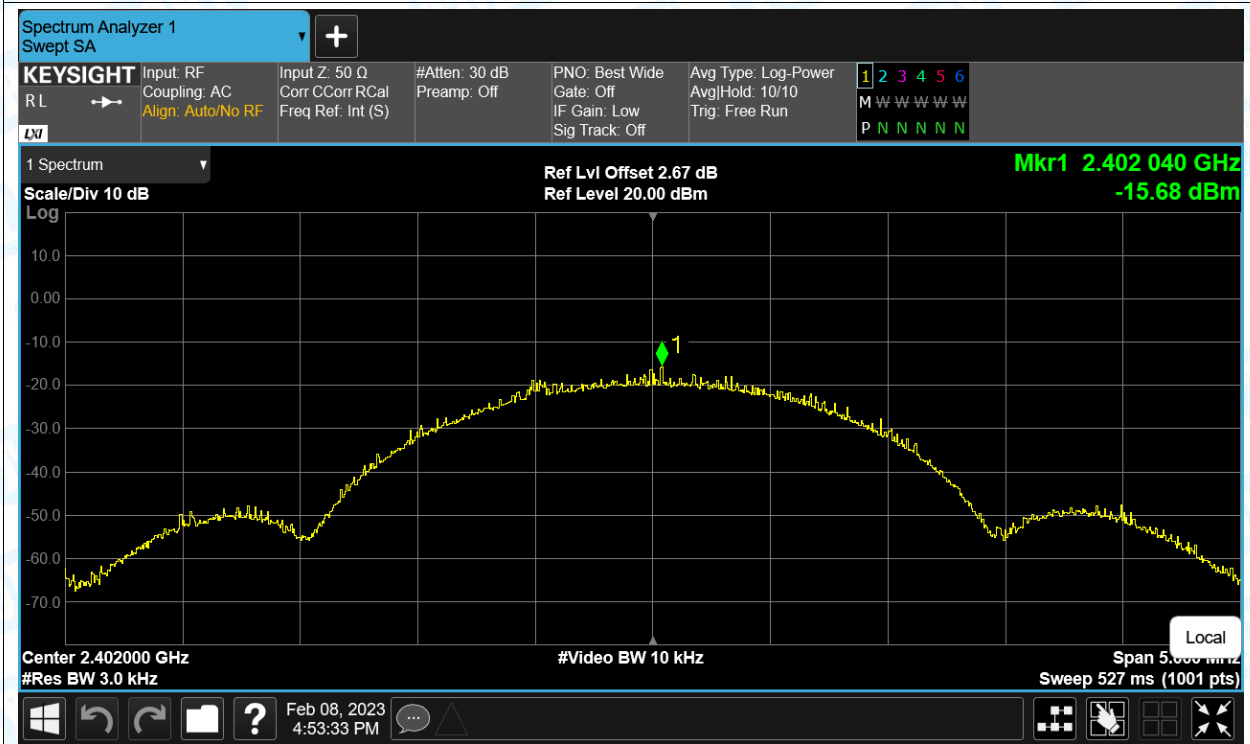 Spectrum Analyzer 1
Swept SA
KEYSIGHT
R L
LXI
Input: RF
Coupling: AC
Align: Auto/No RF
Input Z: 50 Ω
Corr CCorr RCal
Freq Ref: Int (S)
#Atten: 30 dB
Preamp: Off
PNO: Best Wide
Gate: Off
IF Gain: Low
Sig Track: Off
Avg Type: Log-Power
Avg|Hold: 10/10
Trig: Free Run
1 2 3 4 5 6
M W W W W W
P N N N N N
1 Spectrum
Scale/Div 10 dB
Log
Ref Lvl Offset 2.67 dB
Ref Level 20.00 dBm
Mkr1 2.402 040 GHz
-15.68 dBm
10.0
0.00
-10.0
1
-20.0
-30.0
-40.0
-50.0
-60.0
-70.0
Local
Center 2.402000 GHz
#Res BW 3.0 kHz
#Video BW 10 kHz
Span
Sweep 527 ms (1001 pts)
?
Feb 08, 2023
4:53:33 PM